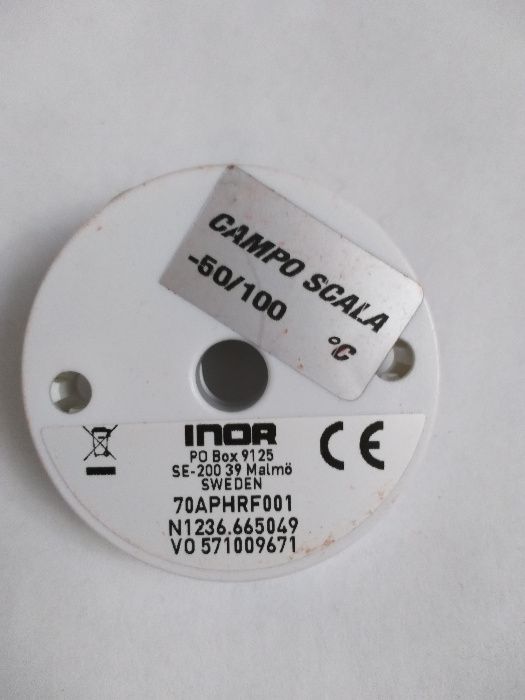 CAMPO SCALA
-50/100
°C
INOR
PO Box 9125
SE-200 39 Malmö
SWEDEN
70APHRF001
N1236.665049
VO 571009671
CE